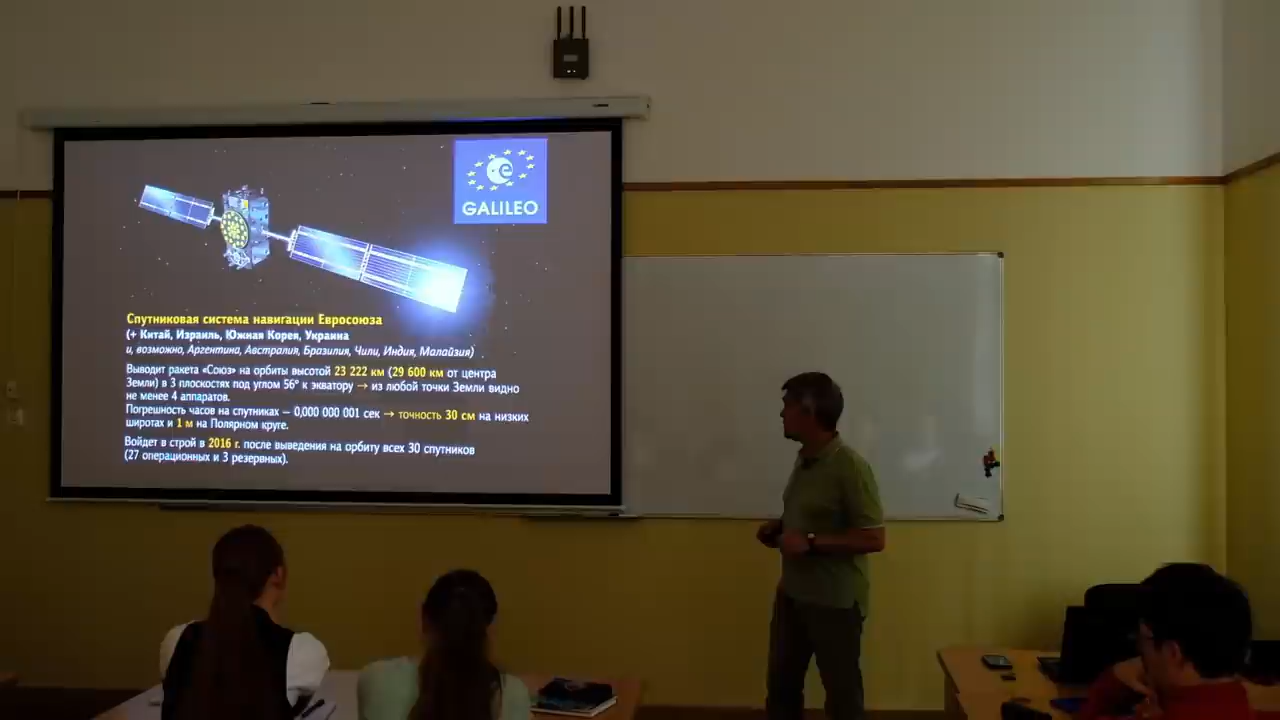 GALILEO
Спутниковая система навигации Евросоюза
(+ Китай, Израиль, Южная Корея, Украина
и, возможно, Аргентина, Австралия, Бразилия, Чили, Индия, Малайзия)
Выводит ракета «Союз» на орбиты высотой 23 222 км (29 600 км от центра
Земли) в 3 плоскостях под углом 56° к экватору → из любой точки Земли видно
не менее 4 аппаратов.
Погрешность часов на спутниках — 0,000 000 001 сек → точность 30 см на низких
широтах и 1 м на Полярном круге.
Войдет в строй в 2016 г. после выведения на орбиту всех 30 спутников
(27 операционных и 3 резервных).